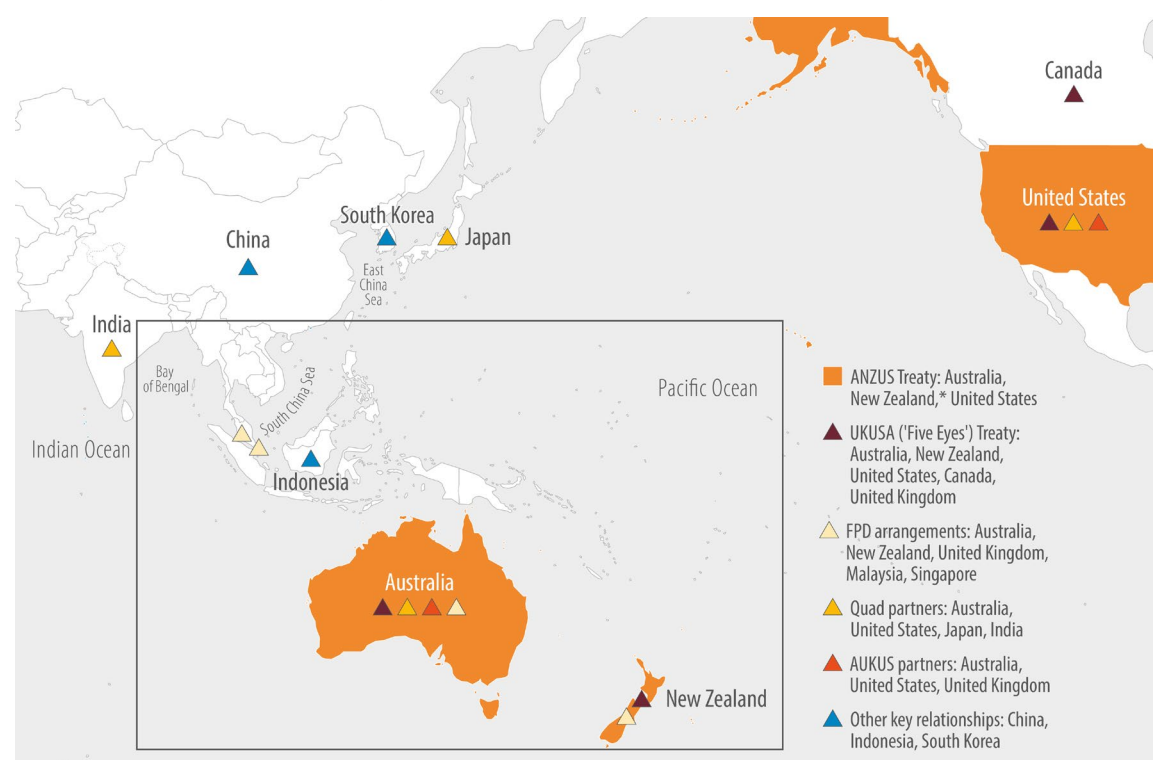 Canada
United States
South Korea
Japan
China
East
China
Sea
India
Bay
of Bengal
South China Sea
Pacific Ocean
Indian Ocean
Indonesia
Australia
New Zealand
ANZUS Treaty: Australia,
New Zealand,* United States
UKUSA ('Five Eyes') Treaty:
Australia, New Zealand,
United States, Canada,
United Kingdom
FPD arrangements: Australia,
New Zealand, United Kingdom,
Malaysia, Singapore
Quad partners: Australia,
United States, Japan, India
AUKUS partners: Australia,
United States, United Kingdom
Other key relationships: China,
Indonesia, South Korea